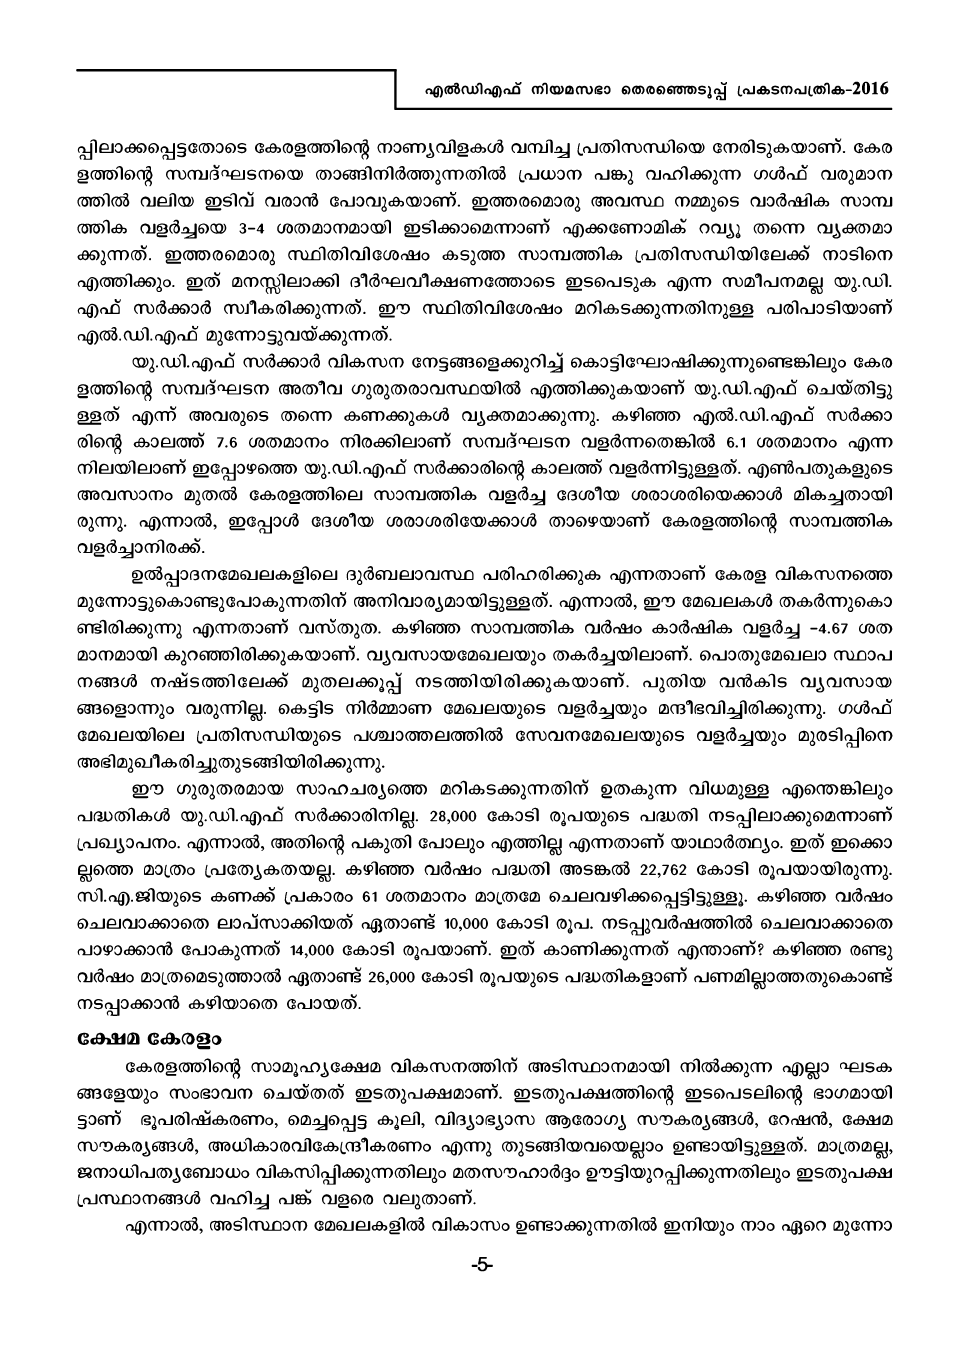 എൽഡിഎഫ് നിയമസഭാ തെരഞ്ഞെടുപ്പ് പ്രകടനപത്രിക-2016
പ്പിലാക്കപ്പെട്ടതോടെ കേരളത്തിന്റെ നാണ്യവിളകൾ വമ്പിച്ച പ്രതിസന്ധിയെ നേരിടുകയാണ്. കേര
ളത്തിന്റെ സമ്പദ്ഘടനയെ താങ്ങിനിർത്തുന്നതിൽ പ്രധാന പങ്കു വഹിക്കുന്ന ഗൾഫ് വരുമാന
ത്തിൽ വലിയ ഇടിവ് വരാൻ പോവുകയാണ്. ഇത്തരമൊരു അവസ്ഥ നമ്മുടെ വാർഷിക സാമ്പ
ത്തിക വളർച്ചയെ 3-4 ശതമാനമായി ഇടിക്കാമെന്നാണ് എക്കണോമിക് റവ്യൂ തന്നെ വ്യക്തമാ
ക്കുന്നത്. ഇത്തരമൊരു സ്ഥിതിവിശേഷം കടുത്ത സാമ്പത്തിക പ്രതിസന്ധിയിലേക്ക് നാടിനെ
എത്തിക്കും. ഇത് മനസ്സിലാക്കി ദീർഘവീക്ഷണത്തോടെ ഇടപെടുക എന്ന സമീപനമല്ല യു.ഡി.
എഫ് സർക്കാർ സ്വീകരിക്കുന്നത്. ഈ സ്ഥിതിവിശേഷം മറികടക്കുന്നതിനുള്ള പരിപാടിയാണ്
എൽ.ഡി.എഫ് മുന്നോട്ടുവയ്ക്കുന്നത്.
യു.ഡി.എഫ് സർക്കാർ വികസന നേട്ടങ്ങളെക്കുറിച്ച് കൊട്ടിഘോഷിക്കുന്നുണ്ടെങ്കിലും കേര
ളത്തിന്റെ സമ്പദ്ഘടന അതീവ ഗുരുതരാവസ്ഥയിൽ എത്തിക്കുകയാണ് യു.ഡി.എഫ് ചെയ്തിട്ടു
ള്ളത് എന്ന് അവരുടെ തന്നെ കണക്കുകൾ വ്യക്തമാക്കുന്നു. കഴിഞ്ഞ എൽ.ഡി.എഫ് സർക്കാ
രിന്റെ കാലത്ത് 7.6 ശതമാനം നിരക്കിലാണ് സമ്പദ്ഘടന വളർന്നതെങ്കിൽ 6.1 ശതമാനം എന്ന
നിലയിലാണ് ഇപ്പോഴത്തെ യു.ഡി.എഫ് സർക്കാരിന്റെ കാലത്ത് വളർന്നിട്ടുള്ളത്. എൺപതുകളുടെ
അവസാനം മുതൽ കേരളത്തിലെ സാമ്പത്തിക വളർച്ച ദേശീയ ശരാശരിയെക്കാൾ മികച്ചതായി
രുന്നു. എന്നാൽ, ഇപ്പോൾ ദേശീയ ശരാശരിയേക്കാൾ താഴെയാണ് കേരളത്തിന്റെ സാമ്പത്തിക
വളർച്ചാനിരക്ക്.
ഉൽപ്പാദനമേഖലകളിലെ ദുർബലാവസ്ഥ പരിഹരിക്കുക എന്നതാണ് കേരള വികസനത്തെ
മുന്നോട്ടുകൊണ്ടുപോകുന്നതിന് അനിവാര്യമായിട്ടുള്ളത്. എന്നാൽ, ഈ മേഖലകൾ തകർന്നുകൊ
ണ്ടിരിക്കുന്നു എന്നതാണ് വസ്തുത. കഴിഞ്ഞ സാമ്പത്തിക വർഷം കാർഷിക വളർച്ച -4.67 ശത
മാനമായി കുറഞ്ഞിരിക്കുകയാണ്. വ്യവസായമേഖലയും തകർച്ചയിലാണ്. പൊതുമേഖലാ സ്ഥാപ
നങ്ങൾ നഷ്ടത്തിലേക്ക് മുതലക്കൂപ്പ് നടത്തിയിരിക്കുകയാണ്. പുതിയ വൻകിട വ്യവസായ
ങ്ങളൊന്നും വരുന്നില്ല. കെട്ടിട നിർമ്മാണ മേഖലയുടെ വളർച്ചയും മന്ദീഭവിച്ചിരിക്കുന്നു. ഗൾഫ്
മേഖലയിലെ പ്രതിസന്ധിയുടെ പശ്ചാത്തലത്തിൽ സേവനമേഖലയുടെ വളർച്ചയും മുരടിപ്പിനെ
അഭിമുഖീകരിച്ചുതുടങ്ങിയിരിക്കുന്നു.
ഈ ഗുരുതരമായ സാഹചര്യത്തെ മറികടക്കുന്നതിന് ഉതകുന്ന വിധമുള്ള എന്തെങ്കിലും
പദ്ധതികൾ യു.ഡി.എഫ് സർക്കാരിനില്ല. 28,000 കോടി രൂപയുടെ പദ്ധതി നടപ്പിലാക്കുമെന്നാണ്
പ്രഖ്യാപനം. എന്നാൽ, അതിന്റെ പകുതി പോലും എത്തില്ല എന്നതാണ് യാഥാർത്ഥ്യം. ഇത് ഇക്കൊ
ല്ലത്തെ മാത്രം പ്രത്യേകതയല്ല. കഴിഞ്ഞ വർഷം പദ്ധതി അടങ്കൽ 22,762 കോടി രൂപയായിരുന്നു.
സി.എ.ജിയുടെ കണക്ക് പ്രകാരം 61 ശതമാനം മാത്രമേ ചെലവഴിക്കപ്പെട്ടിട്ടുള്ളൂ. കഴിഞ്ഞ വർഷം
ചെലവാക്കാതെ ലാപ്സാക്കിയത് ഏതാണ്ട് 10,000 കോടി രൂപ. നടപ്പുവർഷത്തിൽ ചെലവാക്കാതെ
പാഴാക്കാൻ പോകുന്നത് 14,000 കോടി രൂപയാണ്. ഇത് കാണിക്കുന്നത് എന്താണ്? കഴിഞ്ഞ രണ്ടു
വർഷം മാത്രമെടുത്താൽ ഏതാണ്ട് 26,000 കോടി രൂപയുടെ പദ്ധതികളാണ് പണമില്ലാത്തതുകൊണ്ട്
നടപ്പാക്കാൻ കഴിയാതെ പോയത്.
ക്ഷേമ കേരളം
കേരളത്തിന്റെ സാമൂഹ്യക്ഷേമ വികസനത്തിന് അടിസ്ഥാനമായി നിൽക്കുന്ന എല്ലാ ഘടക
ങ്ങളേയും സംഭാവന ചെയ്തത് ഇടതുപക്ഷമാണ്. ഇടതുപക്ഷത്തിന്റെ ഇടപെടലിന്റെ ഭാഗമായി
ട്ടാണ് ഭൂപരിഷ്കരണം, മെച്ചപ്പെട്ട കൂലി, വിദ്യാഭ്യാസ ആരോഗ്യ സൗകര്യങ്ങൾ, റേഷൻ, ക്ഷേമ
സൗകര്യങ്ങൾ, അധികാരവികേന്ദ്രീകരണം എന്നു തുടങ്ങിയവയെല്ലാം ഉണ്ടായിട്ടുള്ളത്. മാത്രമല്ല,
ജനാധിപത്യബോധം വികസിപ്പിക്കുന്നതിലും മതസൗഹാർദ്ദം ഊട്ടിയുറപ്പിക്കുന്നതിലും ഇടതുപക്ഷ
പ്രസ്ഥാനങ്ങൾ വഹിച്ച പങ്ക് വളരെ വലുതാണ്.
എന്നാൽ, അടിസ്ഥാന മേഖലകളിൽ വികാസം ഉണ്ടാക്കുന്നതിൽ ഇനിയും നാം ഏറെ മുന്നോ
-5-